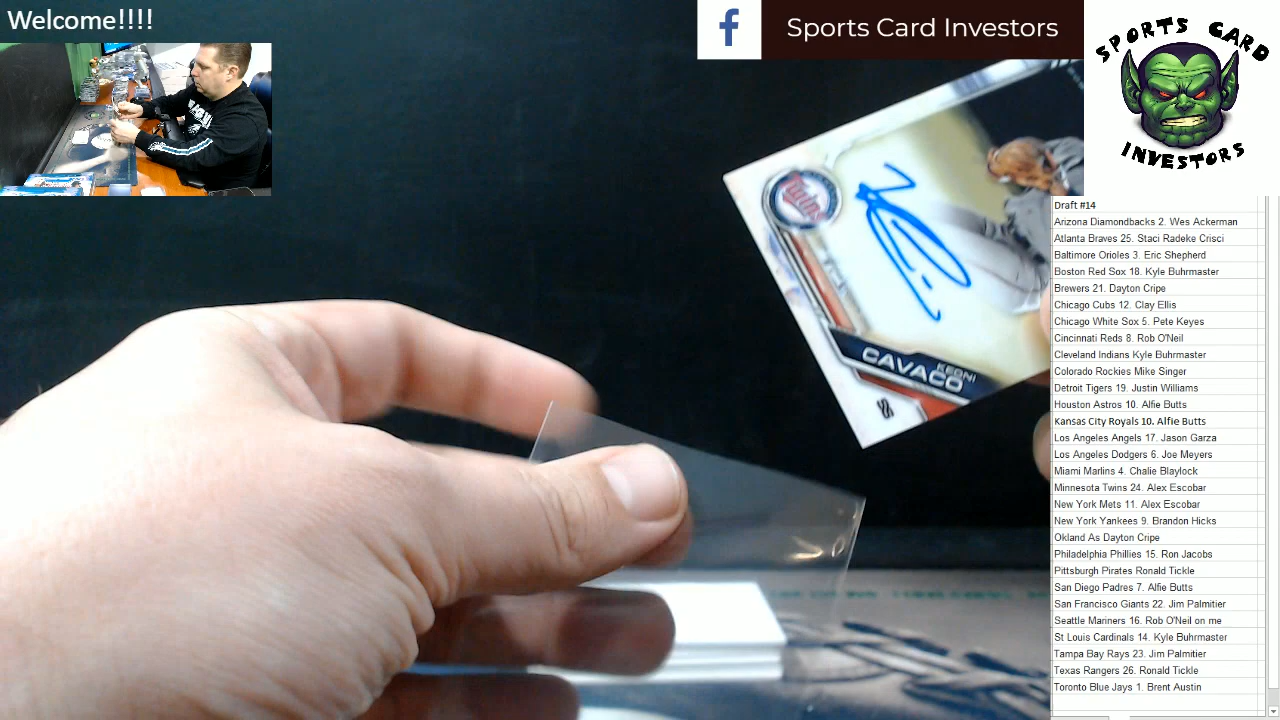 Welcome!!!!
Sports Card Investors
SPORTS CARD
INVESTORS
Twins
KEONI
CAVACO
SS
Draft #14
Arizona Diamondbacks 2. Wes Ackerman
Atlanta Braves 25. Staci Radeke Crisci
Baltimore Orioles 3. Eric Shepherd
Boston Red Sox 18. Kyle Buhrmaster
Brewers 21. Dayton Cripe
Chicago Cubs 12. Clay Ellis
Chicago White Sox 5. Pete Keyes
Cincinnati Reds 8. Rob O'Neil
Cleveland Indians Kyle Buhrmaster
Colorado Rockies Mike Singer
Detroit Tigers 19. Justin Williams
Houston Astros 10. Alfie Butts
Kansas City Royals 10. Alfie Butts
Los Angeles Angels 17. Jason Garza
Los Angeles Dodgers 6. Joe Meyers
Miami Marlins 4. Chalie Blaylock
Minnesota Twins 24. Alex Escobar
New York Mets 11. Alex Escobar
New York Yankees 9. Brandon Hicks
Okland As Dayton Cripe
Philadelphia Phillies 15. Ron Jacobs
Pittsburgh Pirates Ronald Tickle
San Diego Padres 7. Alfie Butts
San Francisco Giants 22. Jim Palmitier
Seattle Mariners 16. Rob O'Neil on me
St Louis Cardinals 14. Kyle Buhrmaster
Tampa Bay Rays 23. Jim Palmitier
Texas Rangers 26. Ronald Tickle
Toronto Blue Jays 1. Brent Austin